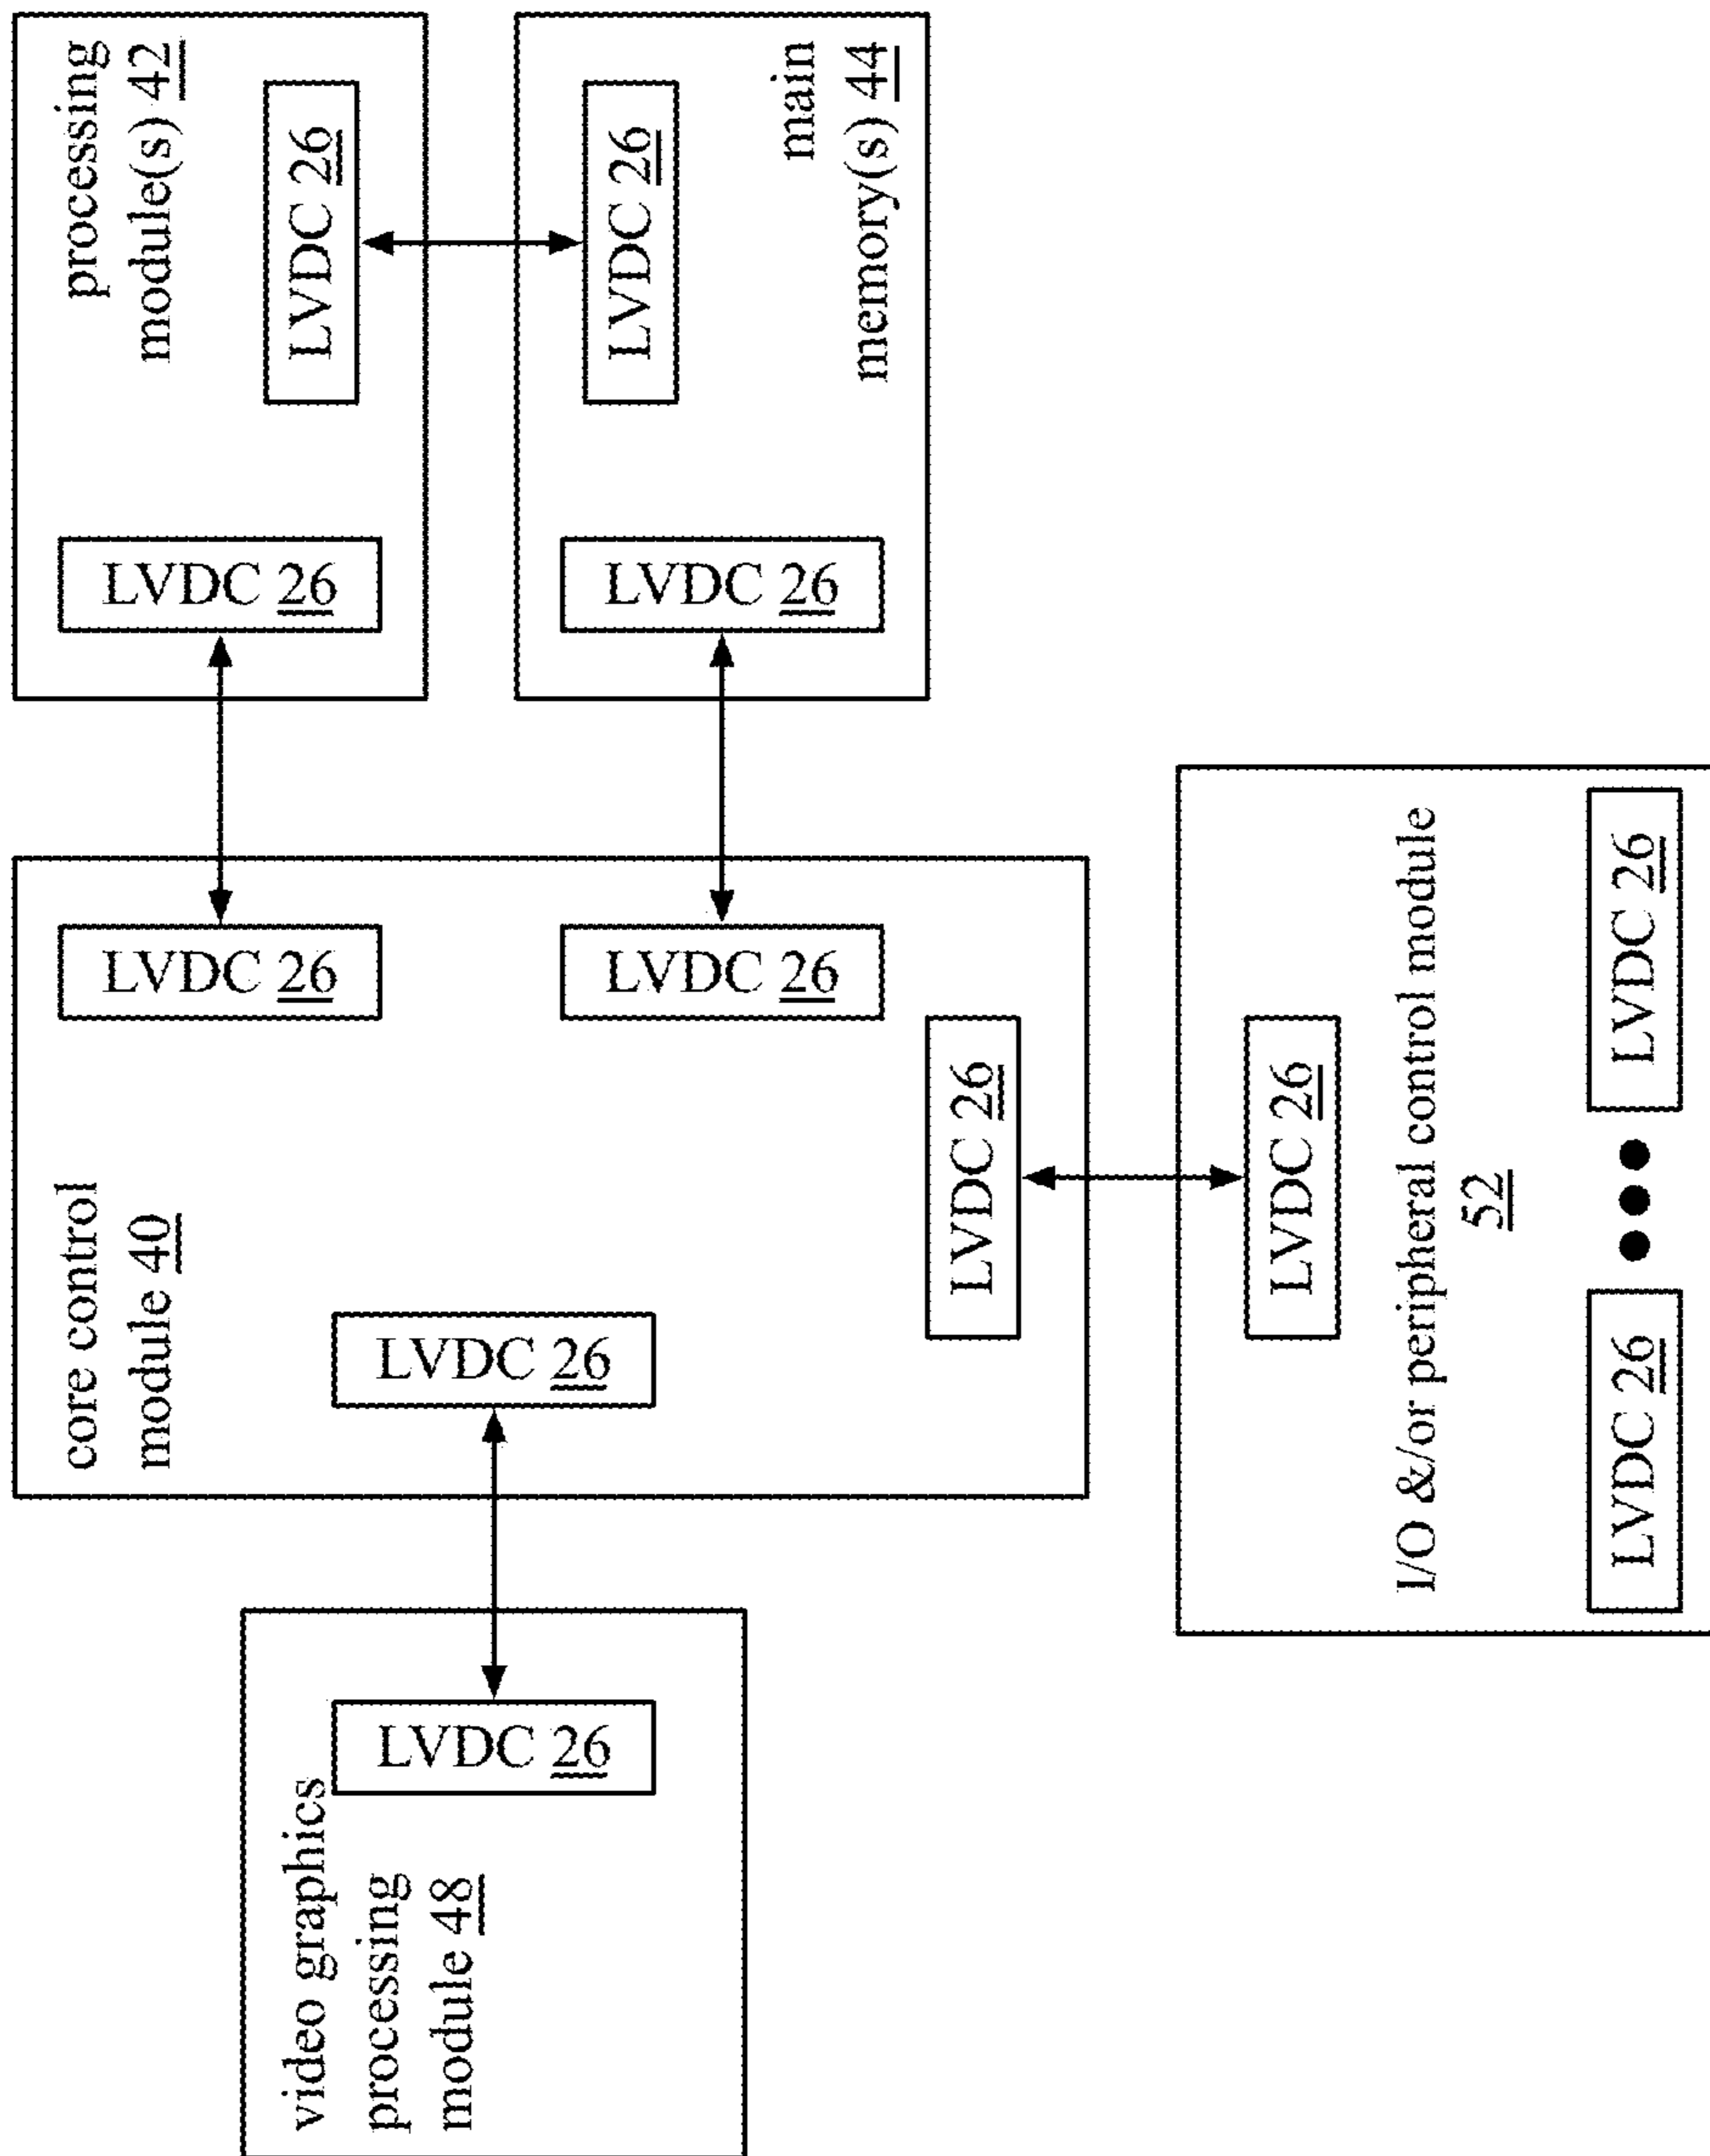 processing
module(s) 42
LVDC 26
LVDC 26
main
memory(s) 44
LVDC 26
LVDC 26
core control
module 40
LVDC 26
LVDC 26
LVDC 26
LVDC 26
video graphics
processing
module 48
LVDC 26
LVDC 26
I/O &/or peripheral control module
52
LVDC 26
LVDC 26